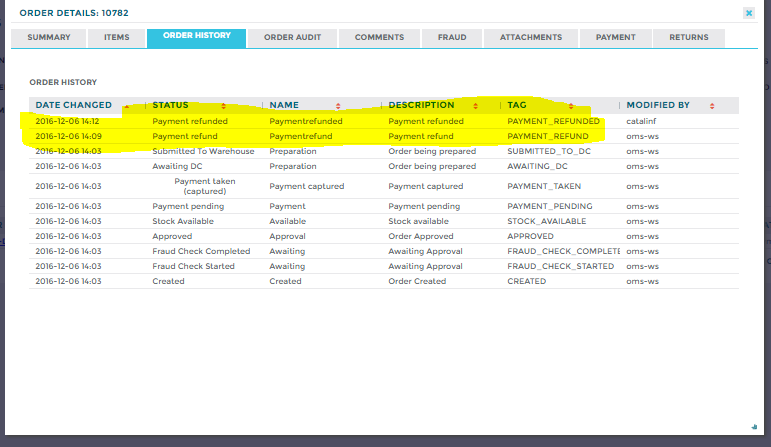 ORDER DETAILS: 10782
SUMMARY ITEMS ORDER HISTORY ORDER AUDIT COMMENTS FRAUD ATTACHMENTS PAYMENT RETURNS
ORDER HISTORY
DATE CHANGED STATUS NAME DESCRIPTION TAG MODIFIED BY
2016-12-06 14:12 Payment refunded Paymentrefunded Payment refunded PAYMENT_REFUNDED catalinf
2016-12-06 14:09 Payment refund Paymentrefund Payment refund PAYMENT_REFUND oms-ws
2016-12-06 14:03 Submitted To Warehouse Preparation Order being prepared SUBMITTED_TO_DC oms-ws
2016-12-06 14:03 Awaiting DC Preparation Order being prepared AWAITING_DC oms-ws
2016-12-06 14:03 Payment taken (captured) Payment captured Payment captured PAYMENT_TAKEN oms-ws
2016-12-06 14:03 Payment pending Payment Payment pending PAYMENT_PENDING oms-ws
2016-12-06 14:03 Stock Available Available Stock available STOCK_AVAILABLE oms-ws
2016-12-06 14:03 Approved Approval Order Approved APPROVED oms-ws
2016-12-06 14:03 Fraud Check Completed Awaiting Awaiting Approval FRAUD_CHECK_COMPLETE oms-ws
2016-12-06 14:03 Fraud Check Started Awaiting Awaiting Approval FRAUD_CHECK_STARTED oms-ws
2016-12-06 14:03 Created Created Order Created CREATED oms-ws